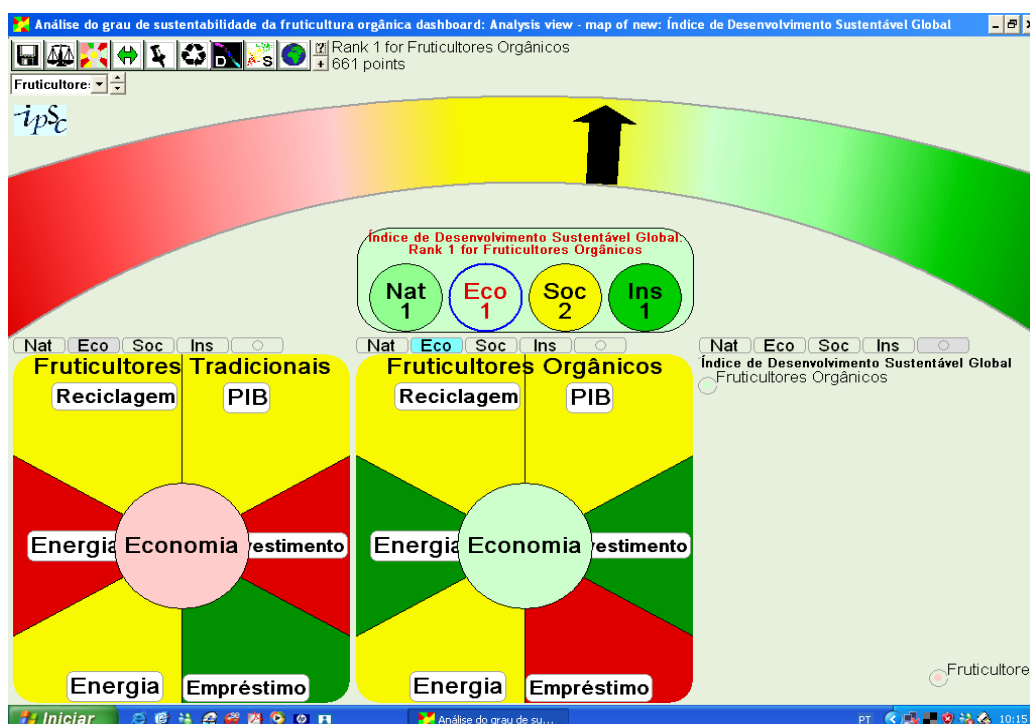 Análise do grau de sustentabilidade da fruticultura orgânica dashboard: Analysis view - map of new: Índice de Desenvolvimento Sustentável Global
D
S
?
+
Rank 1 for Fruticultores Orgânicos
661 points
Fruticultore
ipSc
Índice de Desenvolvimento Sustentável Global:
Rank 1 for Fruticultores Orgânicos
Nat
1
Eco
1
Soc
2
Ins
1
Nat Eco Soc Ins
Fruticultores Tradicionais
Reciclagem PIB
Energia Economia vestimento
Energia Empréstimo
Nat Eco Soc Ins
Fruticultores Orgânicos
Reciclagem PIB
Energia Economia vestimento
Energia Empréstimo
Nat Eco Soc Ins
Índice de Desenvolvimento Sustentável Global
Fruticultores Orgânicos
Fruticultore
Iniciar
Análise do grau de su...
PT
10:15